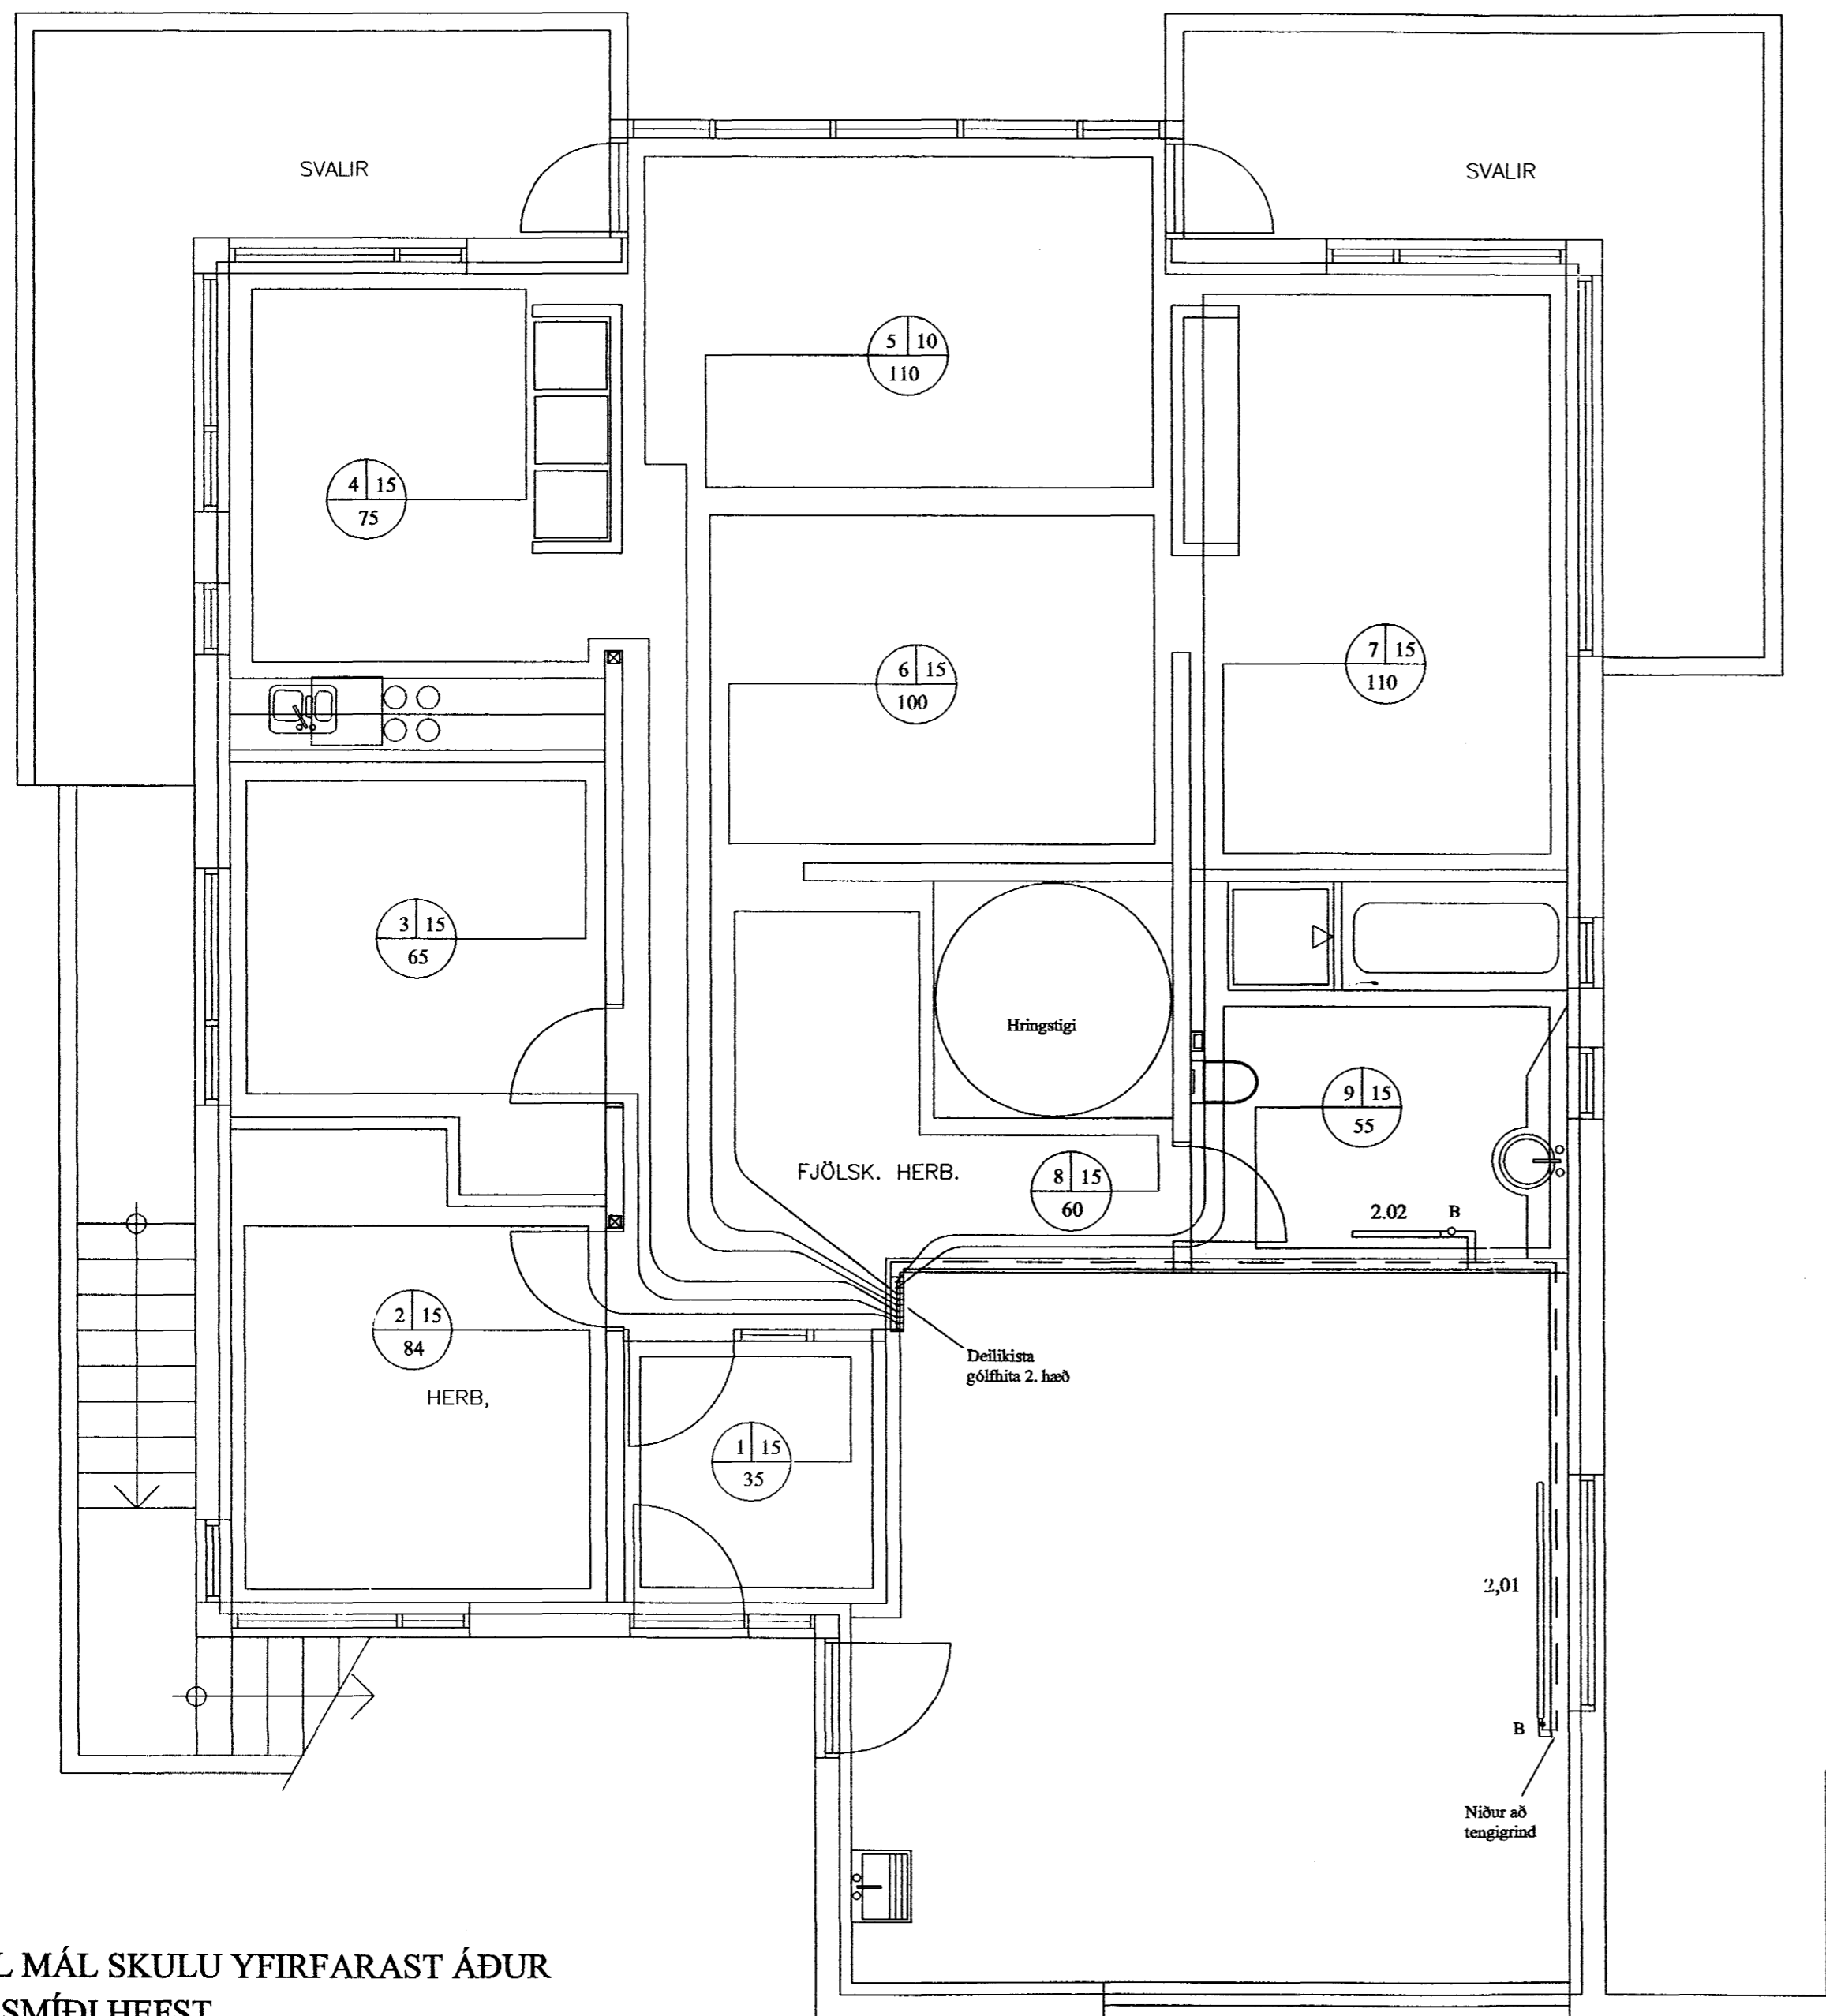 SVALIR
SVALIR
5 10
110
4 15
75
7 15
110
6 15
100
3 15
65
Hringstigi
9 15
55
FJÖLSK. HERB.
8 15
60
2.02 B
2 15
84
Deilikista
gólfhita 2. hæð
HERB,
1 15
35
2,01
B
Niður að
tengigrind
L MÁL SKULU YFIRFARAST ÁÐUR
SMÍÐI HEFST